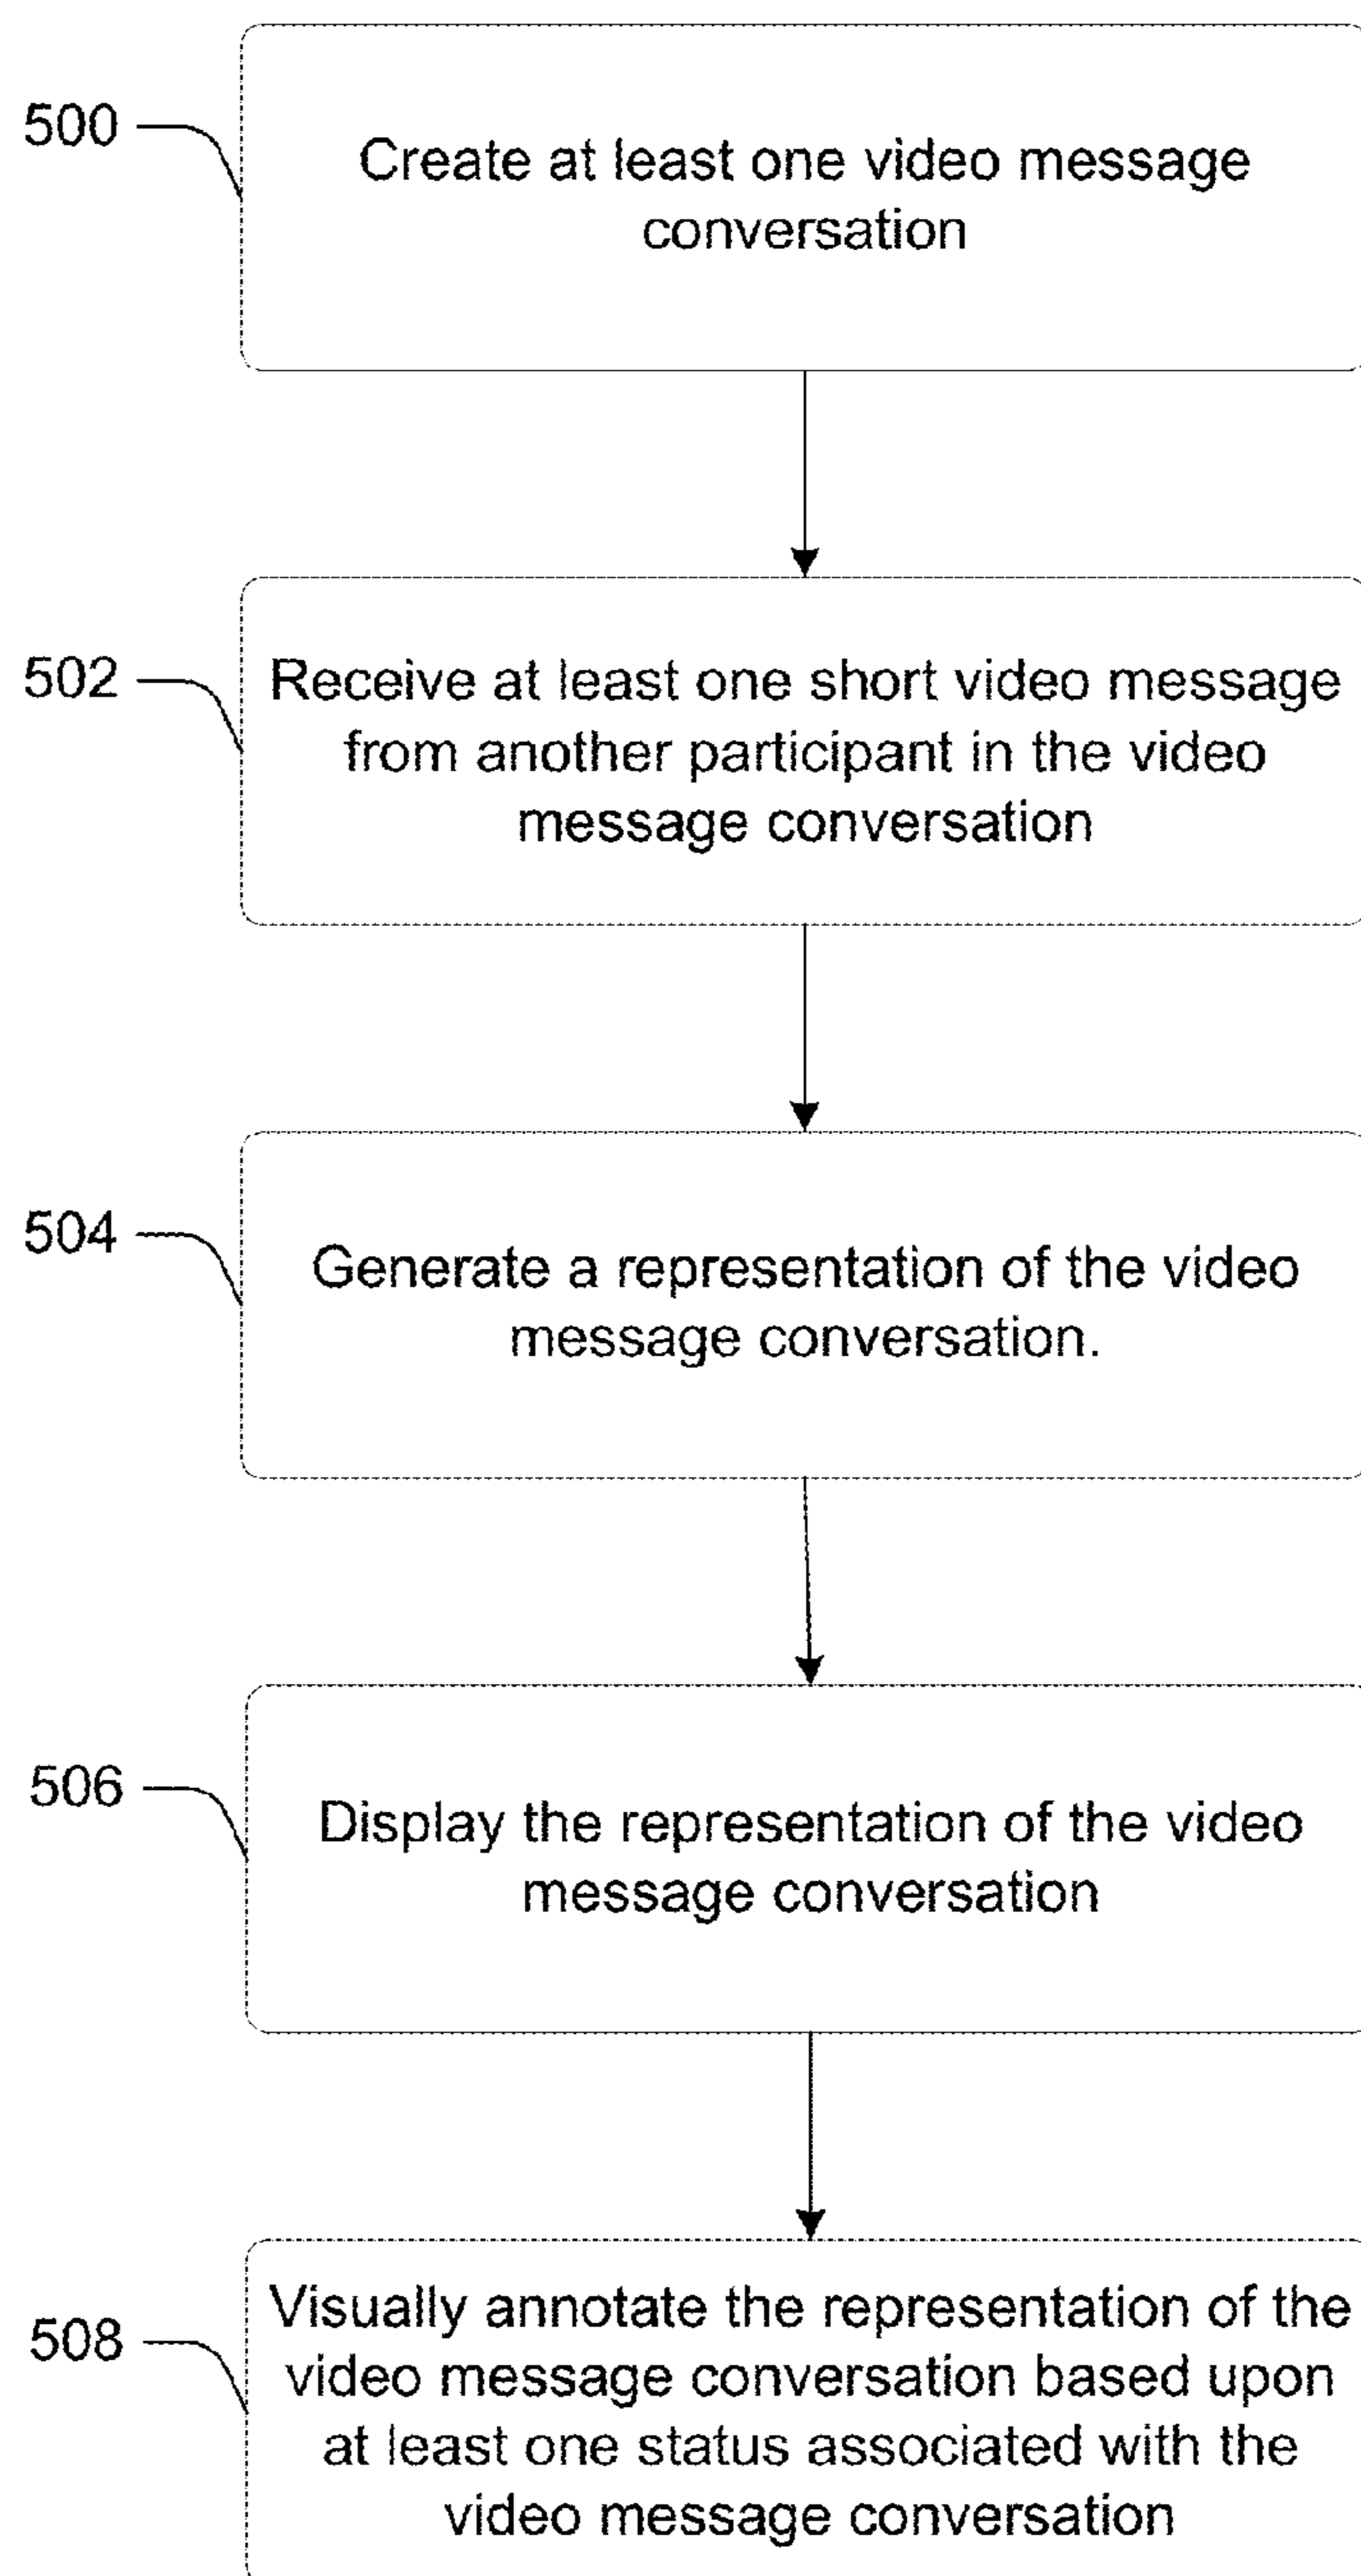 500
Create at least one video message
conversation
502
Receive at least one short video message
from another participant in the video
message conversation
504
Generate a representation of the video
message conversation.
506
Display the representation of the video
message conversation
508
Visually annotate the representation of the
video message conversation based upon
at least one status associated with the
video message conversation